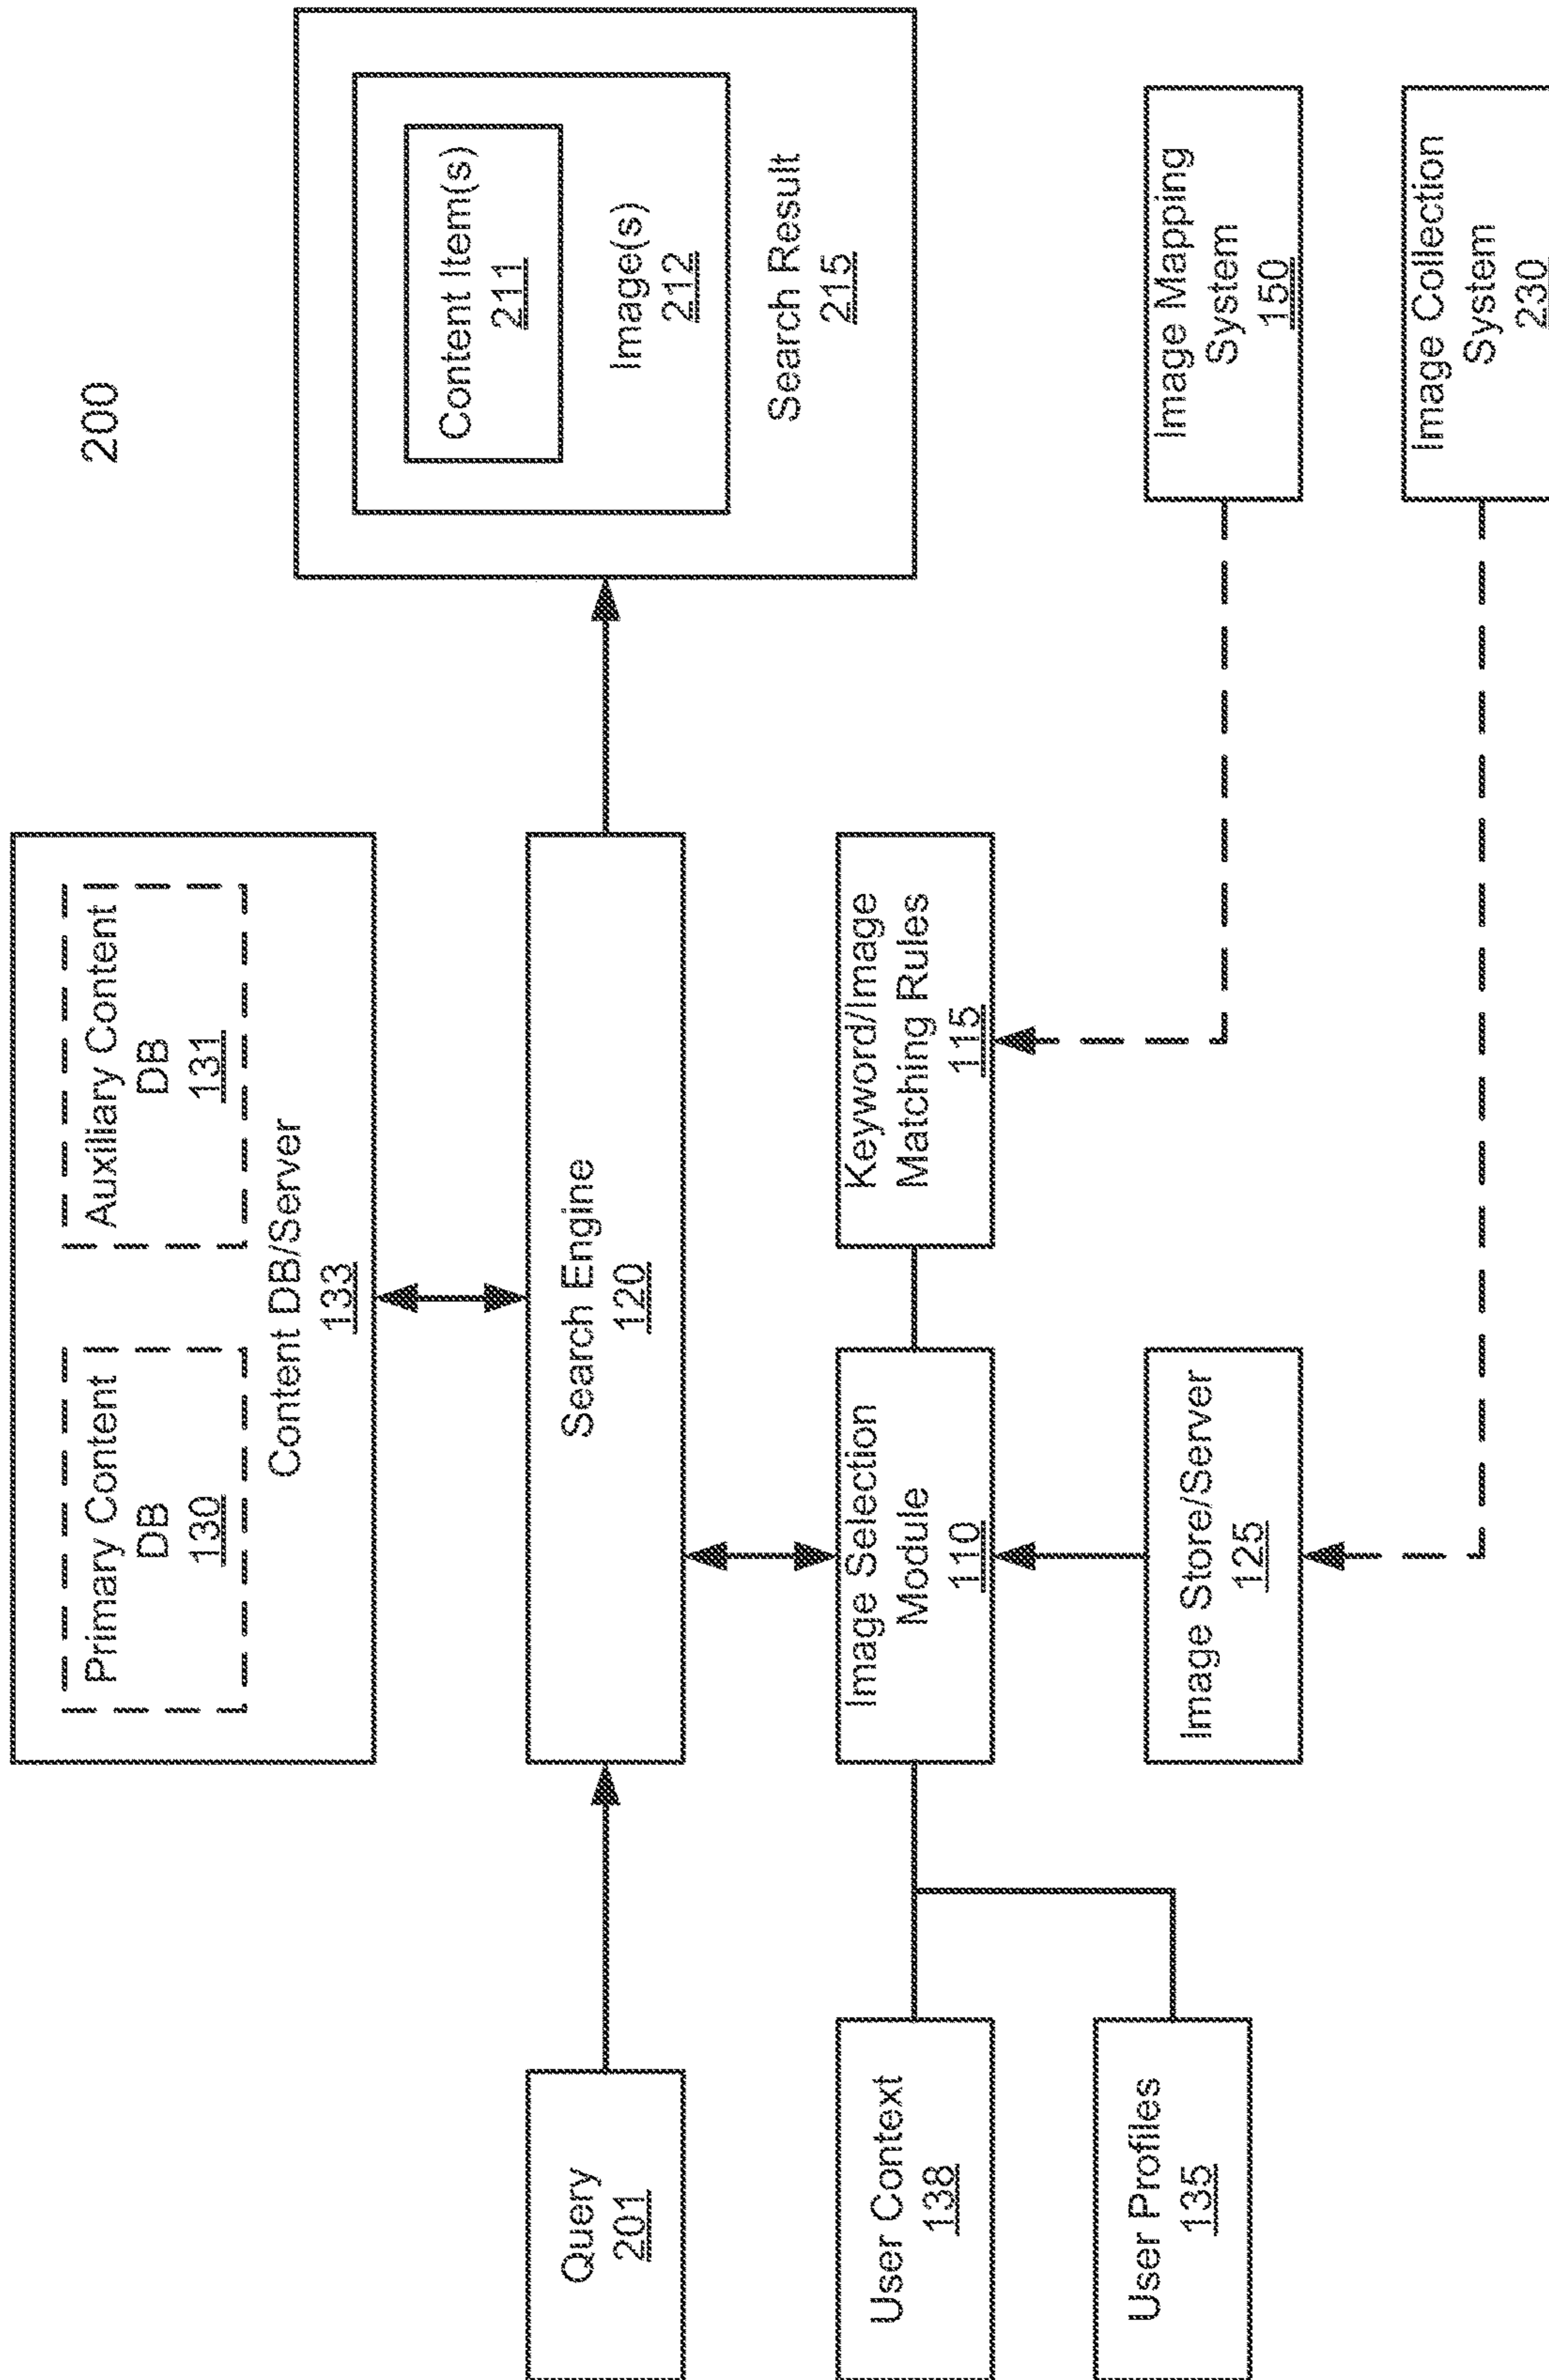 200
Primary Content
DB
130
Auxiliary Content
DB
131
Content DB/Server
133
Query
201
Search Engine
120
Content Item(s)
211
Image(s)
212
Search Result
215
User Context
138
Image Selection
Module
110
Keyword/Image
Matching Rules
115
User Profiles
135
Image Store/Server
125
Image Mapping
System
150
Image Collection
System
230